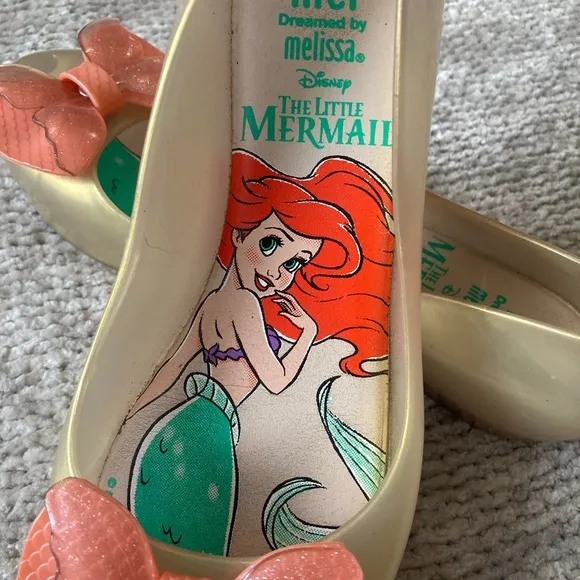 Dreamed by
melissa®
Disney
THE LITTLE
MERMAID